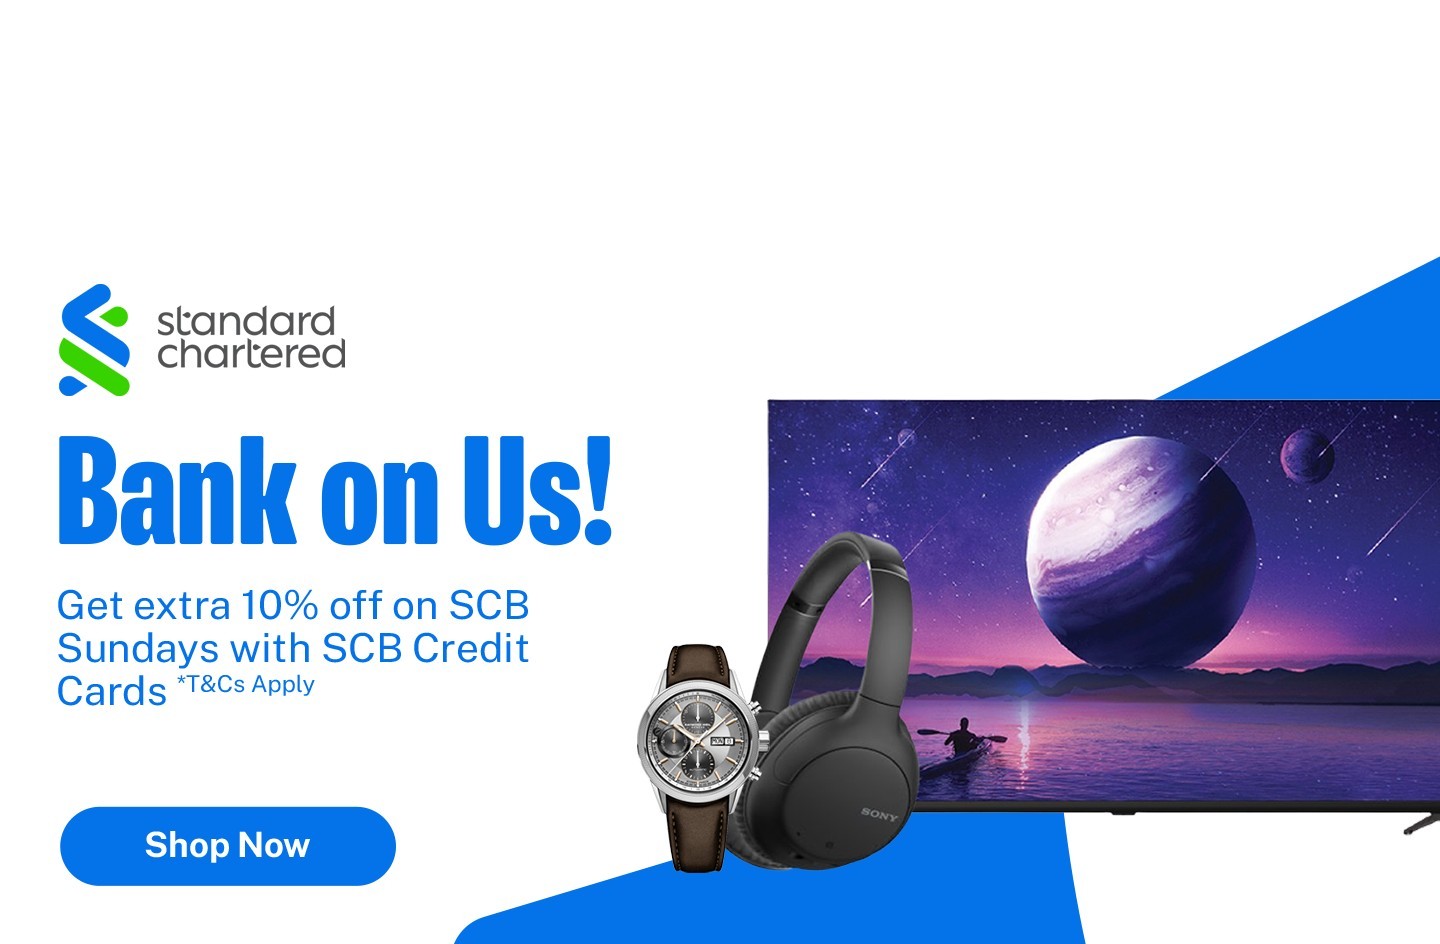 standard
chartered
Bank on Us!
Get extra 10% off on SCB
Sundays with SCB Credit
Cards *T&Cs Apply
Shop Now
SONY